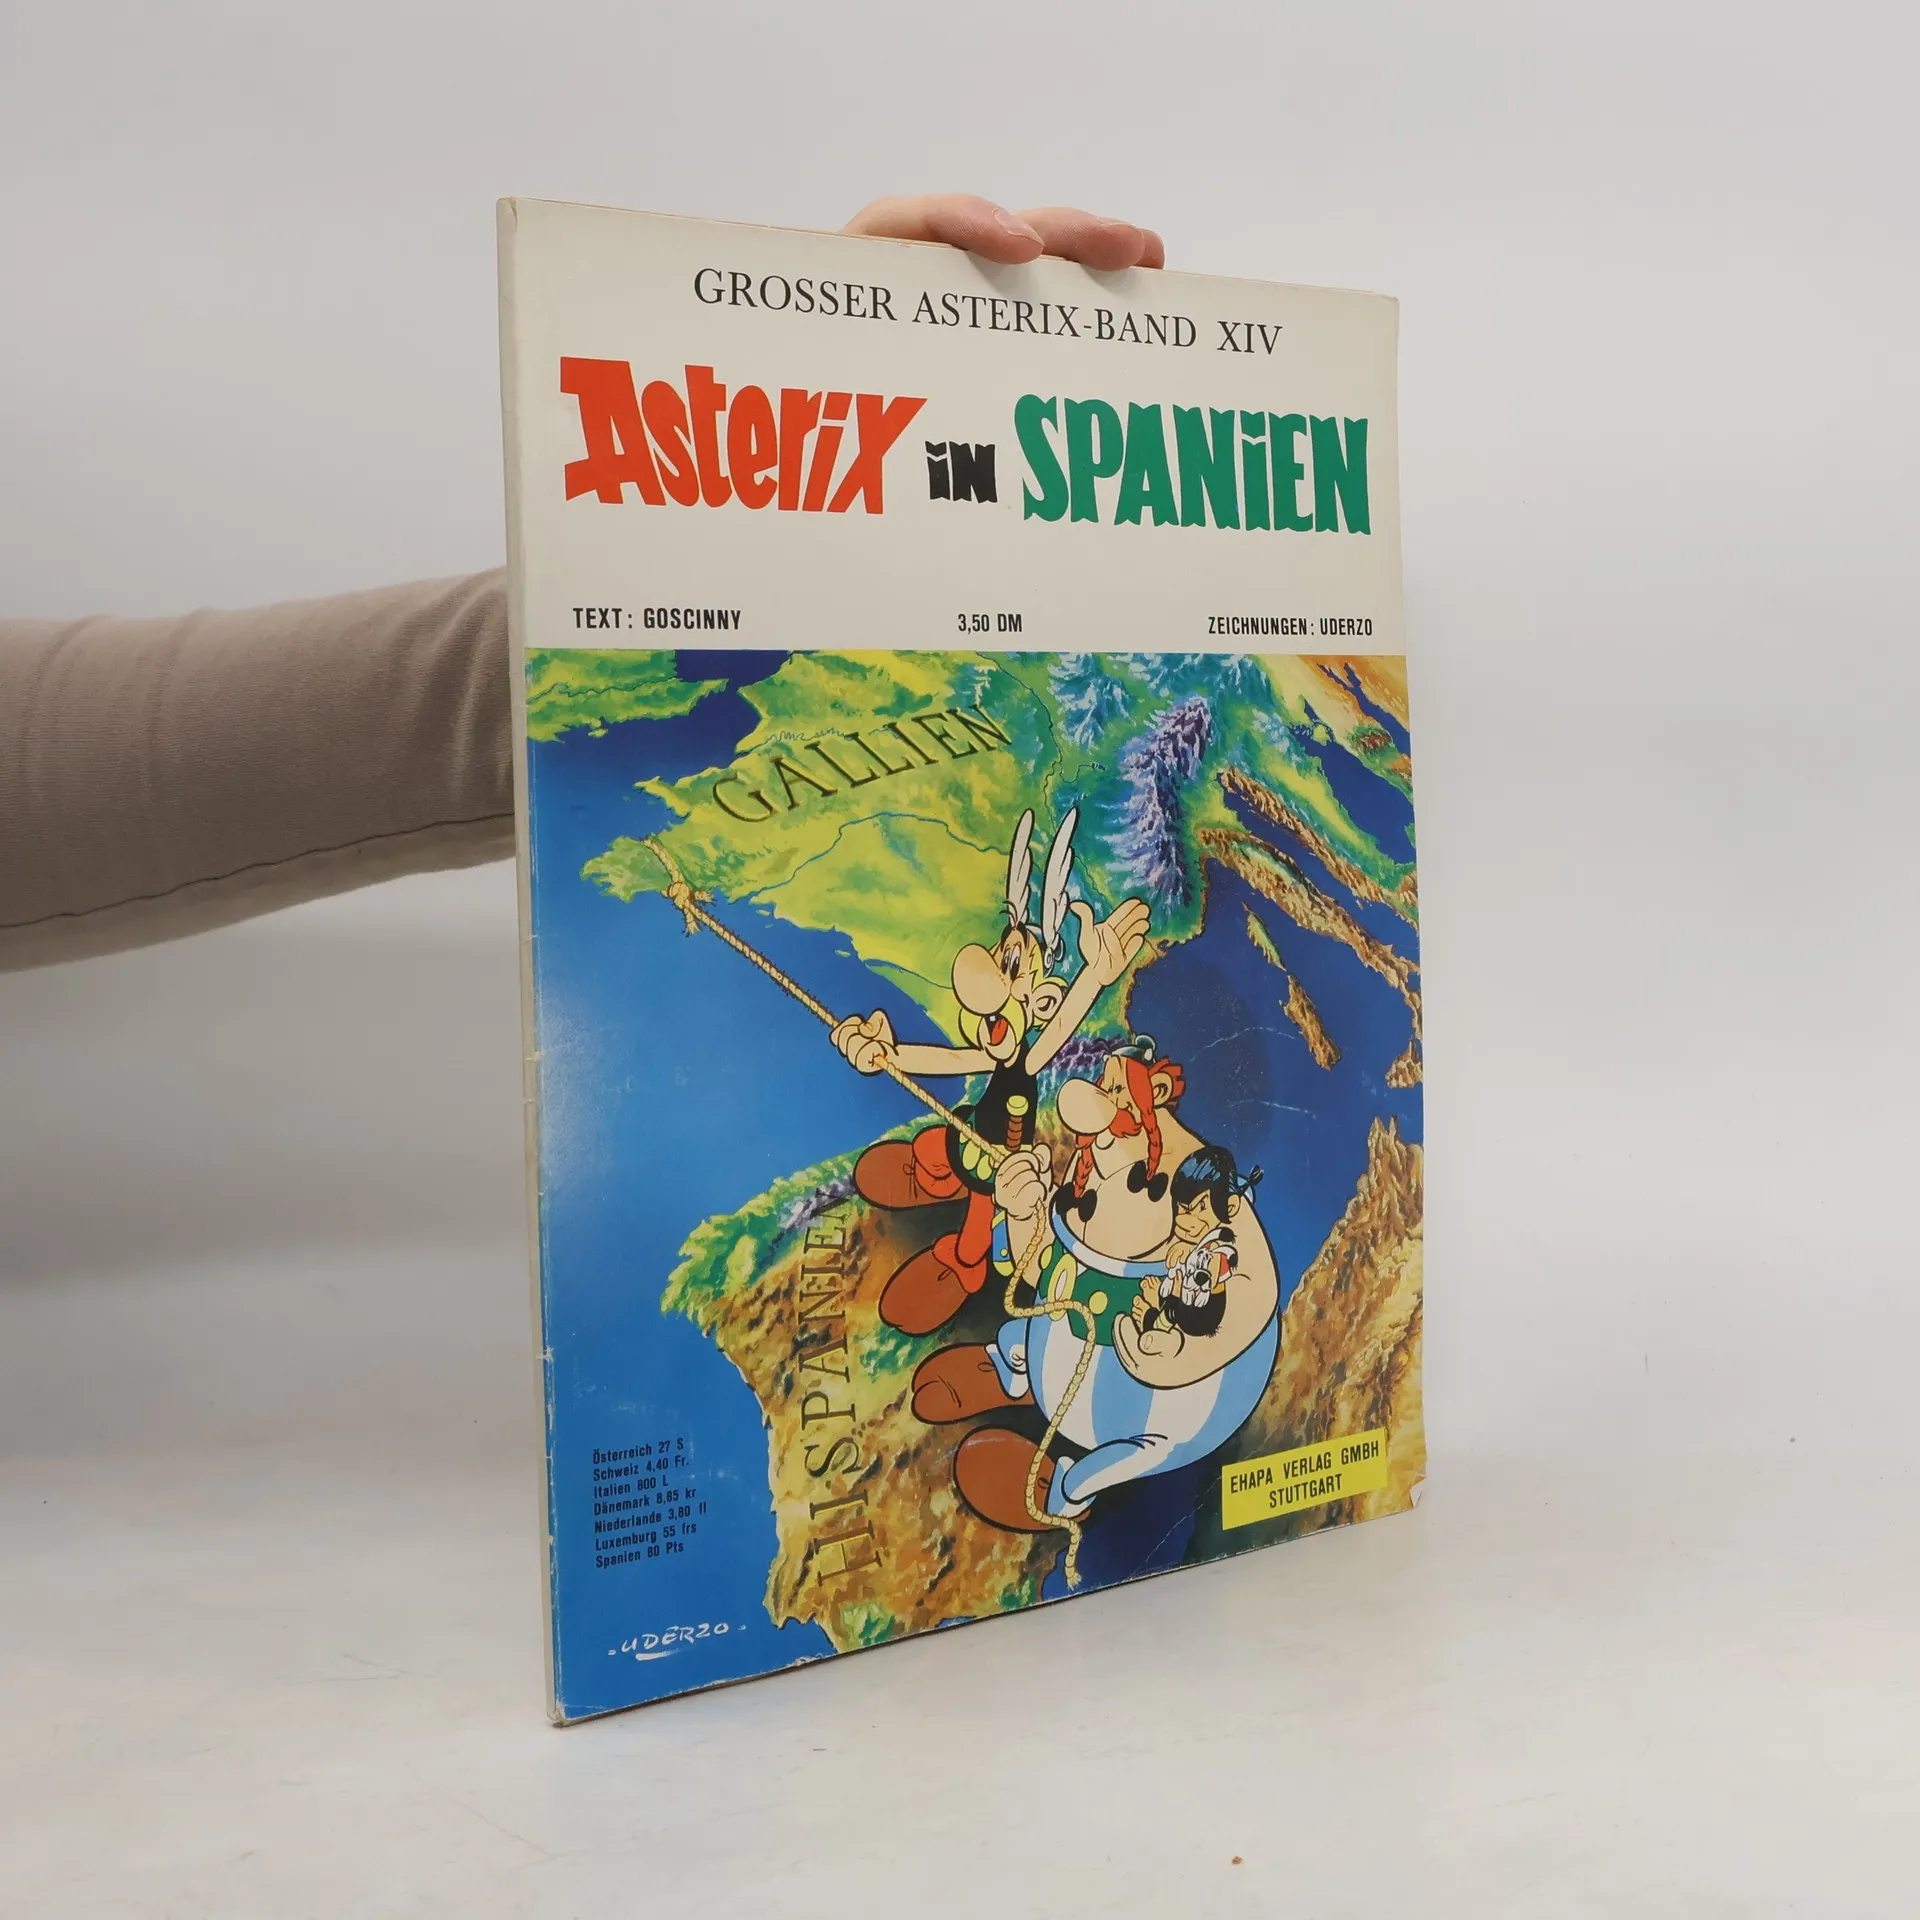 GROSSER ASTERIX-BAND XIV
Asterix in SPANiEN
TEXT: GOSCINNY 3,50 DM ZEICHNUNGEN: UDERZO
GALLIEN
HISPANIEN
Österreich 27 S
Schweiz 4,40 Fr.
Italien 800 L
Dänemark 8,85 kr
Niederlande 3,80 fl
Luxemburg 55 frs
Spanien 80 Pts
EHAPA VERLAG GMBH
STUTTGART
UDERZO